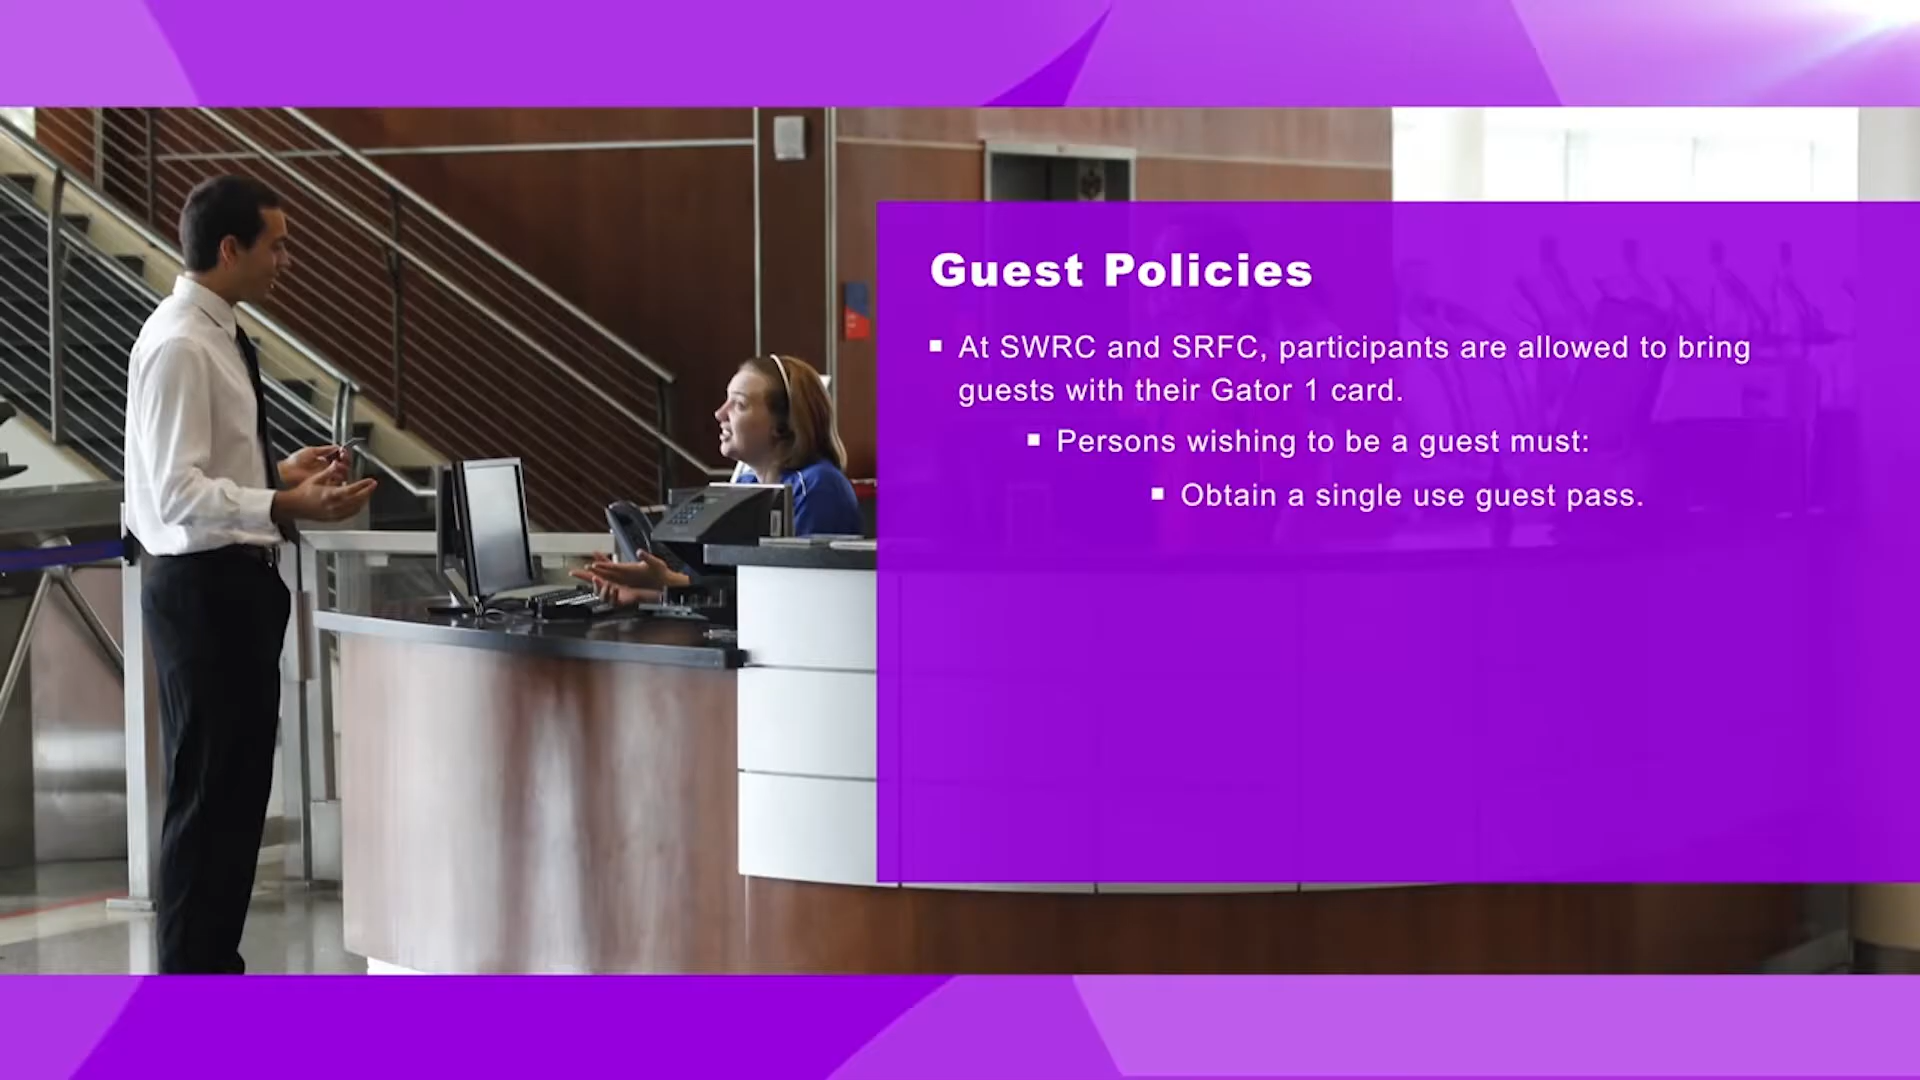 Guest Policies
At SWRC and SRFC, participants are allowed to bring
guests with their Gator 1 card.
Persons wishing to be a guest must:
Obtain a single use guest pass.